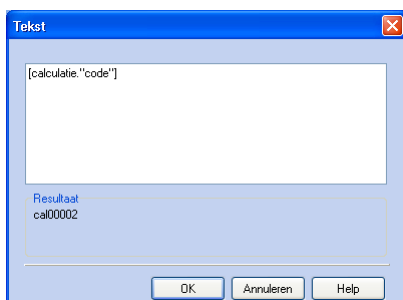 Tekst
[calculatie."code"]
Resultaat
cal00002
OK Annuleren Help